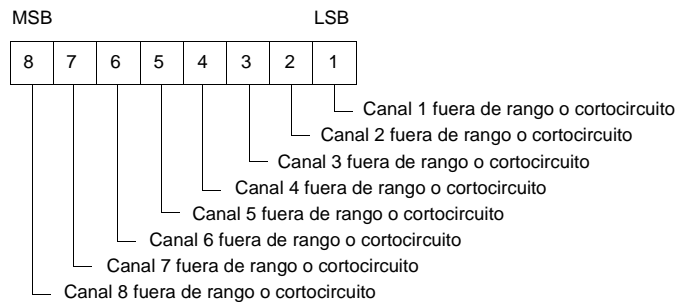 MSB LSB
8 7 6 5 4 3 2 1
Canal 1 fuera de rango o cortocircuito
Canal 2 fuera de rango o cortocircuito
Canal 3 fuera de rango o cortocircuito
Canal 4 fuera de rango o cortocircuito
Canal 5 fuera de rango o cortocircuito
Canal 6 fuera de rango o cortocircuito
Canal 7 fuera de rango o cortocircuito
Canal 8 fuera de rango o cortocircuito